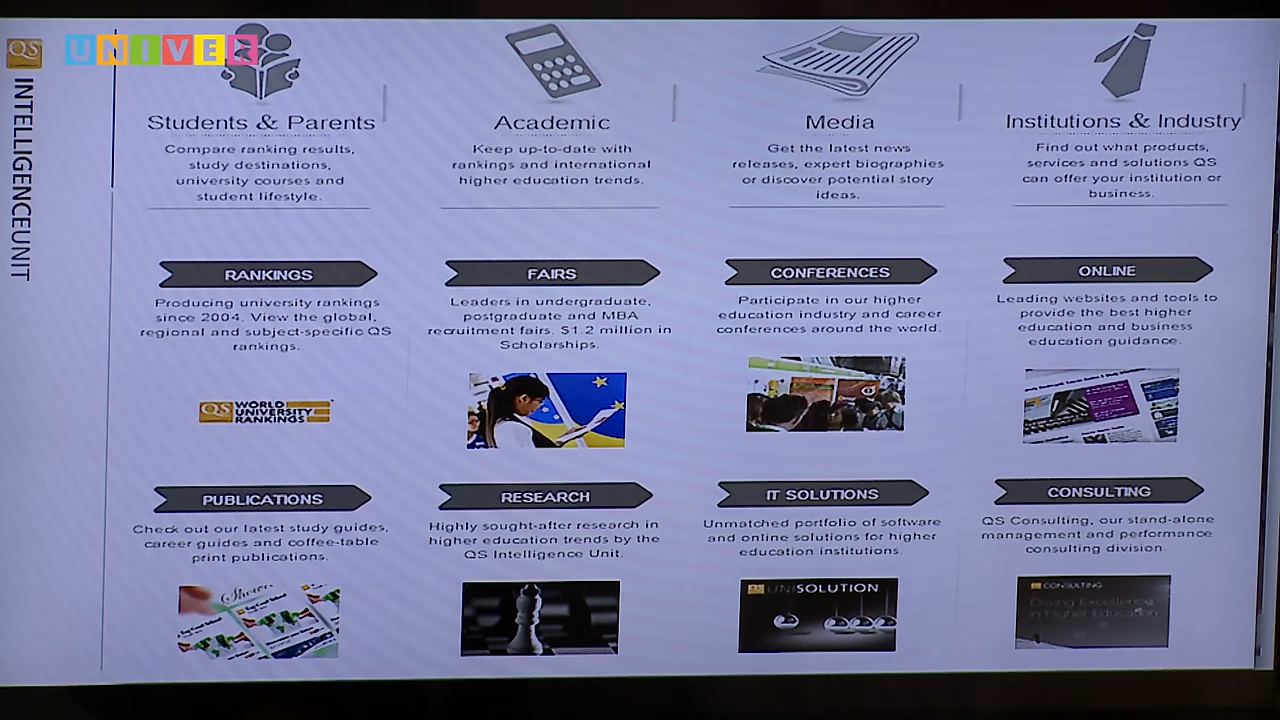 QS
UNIVER
INTELLIGENCEUNIT
Students & Parents
Compare ranking results,
study destinations,
university courses and
student lifestyle.
Academic
Keep up-to-date with
rankings and international
higher education trends.
Media
Get the latest news
releases, expert biographies
or discover potential story
ideas.
Institutions & Industry
Find out what products,
services and solutions QS
can offer your institution or
business.
RANKINGS
Producing university rankings
since 2004. View the global,
regional and subject-specific QS
rankings.
QS WORLD
UNIVERSITY
RANKINGS
FAIRS
Leaders in undergraduate,
postgraduate and MBA
recruitment fairs. $1.2 million in
Scholarships.
CONFERENCES
Participate in our higher
education industry and career
conferences around the world.
ONLINE
Leading websites and tools to
provide the best higher
education and business
education guidance.
PUBLICATIONS
Check out our latest study guides,
career guides and coffee-table
print publications.
RESEARCH
Highly sought-after research in
higher education trends by the
QS Intelligence Unit.
IT SOLUTIONS
Unmatched portfolio of software
and online solutions for higher
education institutions.
QS UNISOLUTION
CONSULTING
QS Consulting, our stand-alone
management and performance
consulting division.
QS CONSULTING
Driving Excellence
in Higher Education